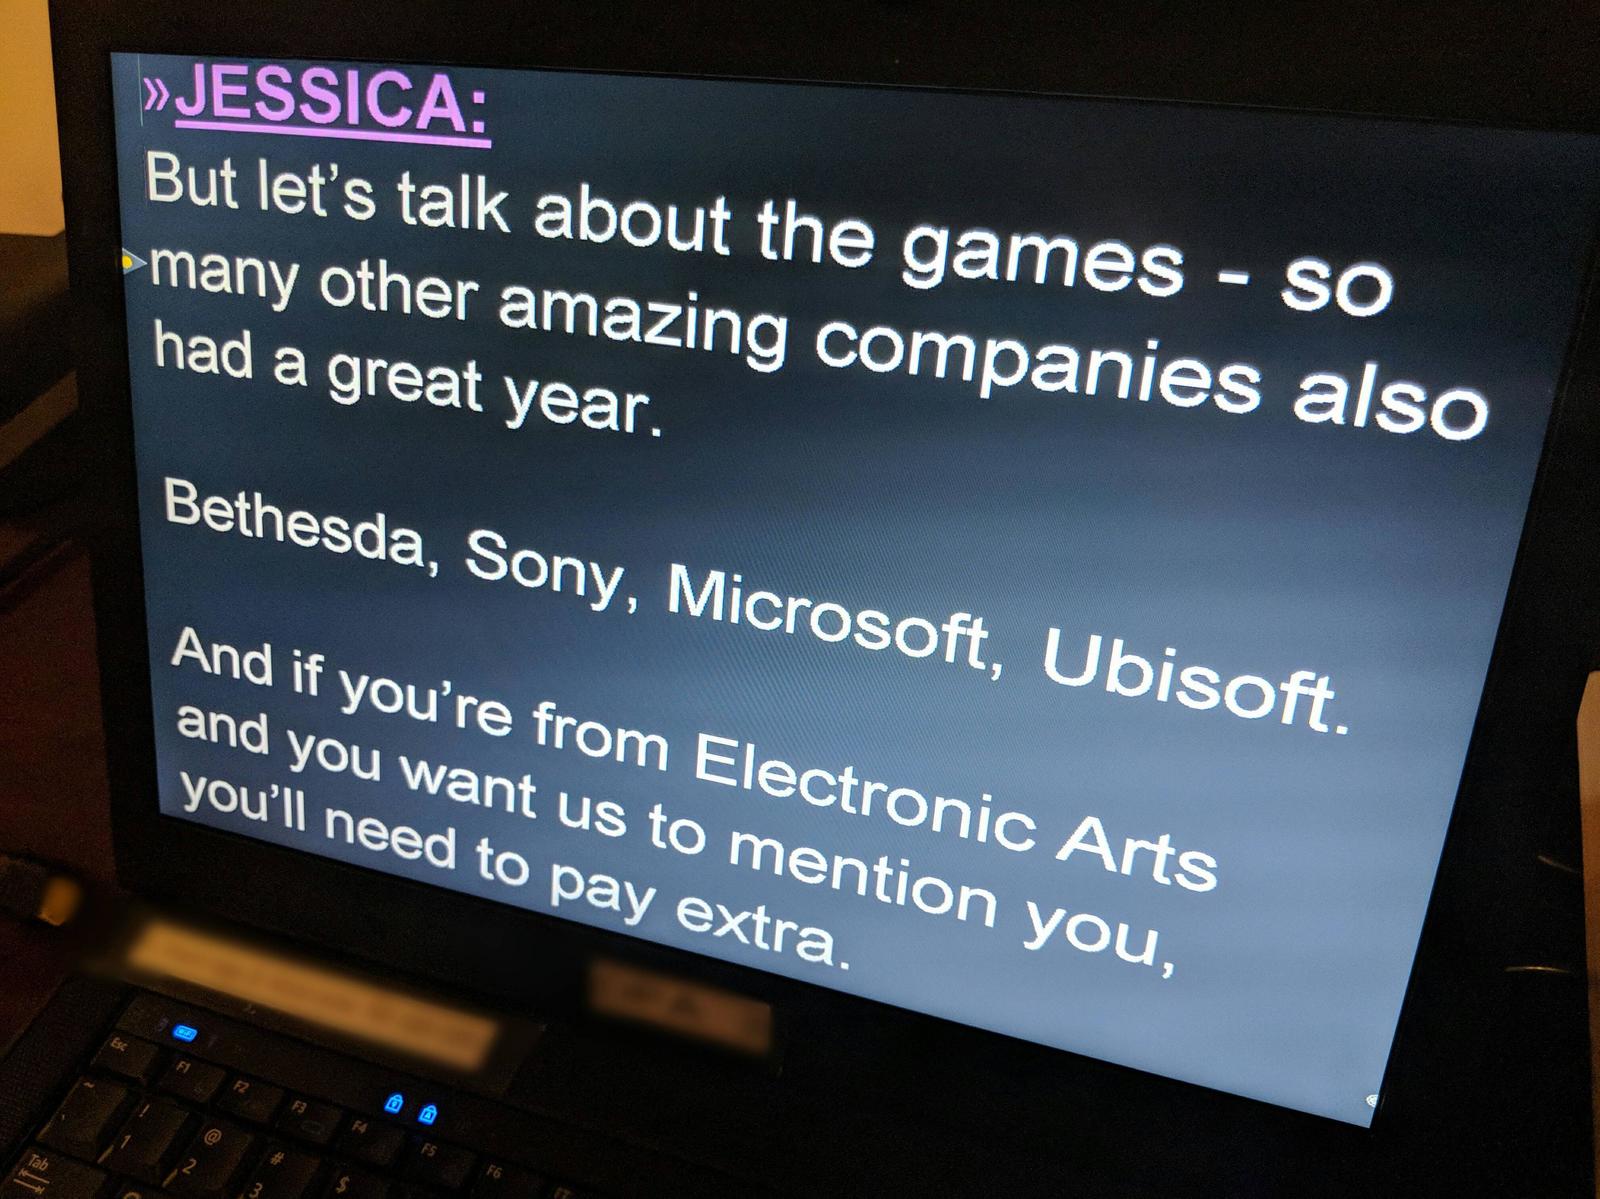 »JESSICA:
But let’s talk about the games - so
many other amazing companies also
had a great year.
Bethesda, Sony, Microsoft, Ubisoft.
And if you’re from Electronic Arts
and you want us to mention you,
you’ll need to pay extra.
Esc
F1
F2
F3
F4
F5
F6
~
!
1
@
2
#
3
$
Tab